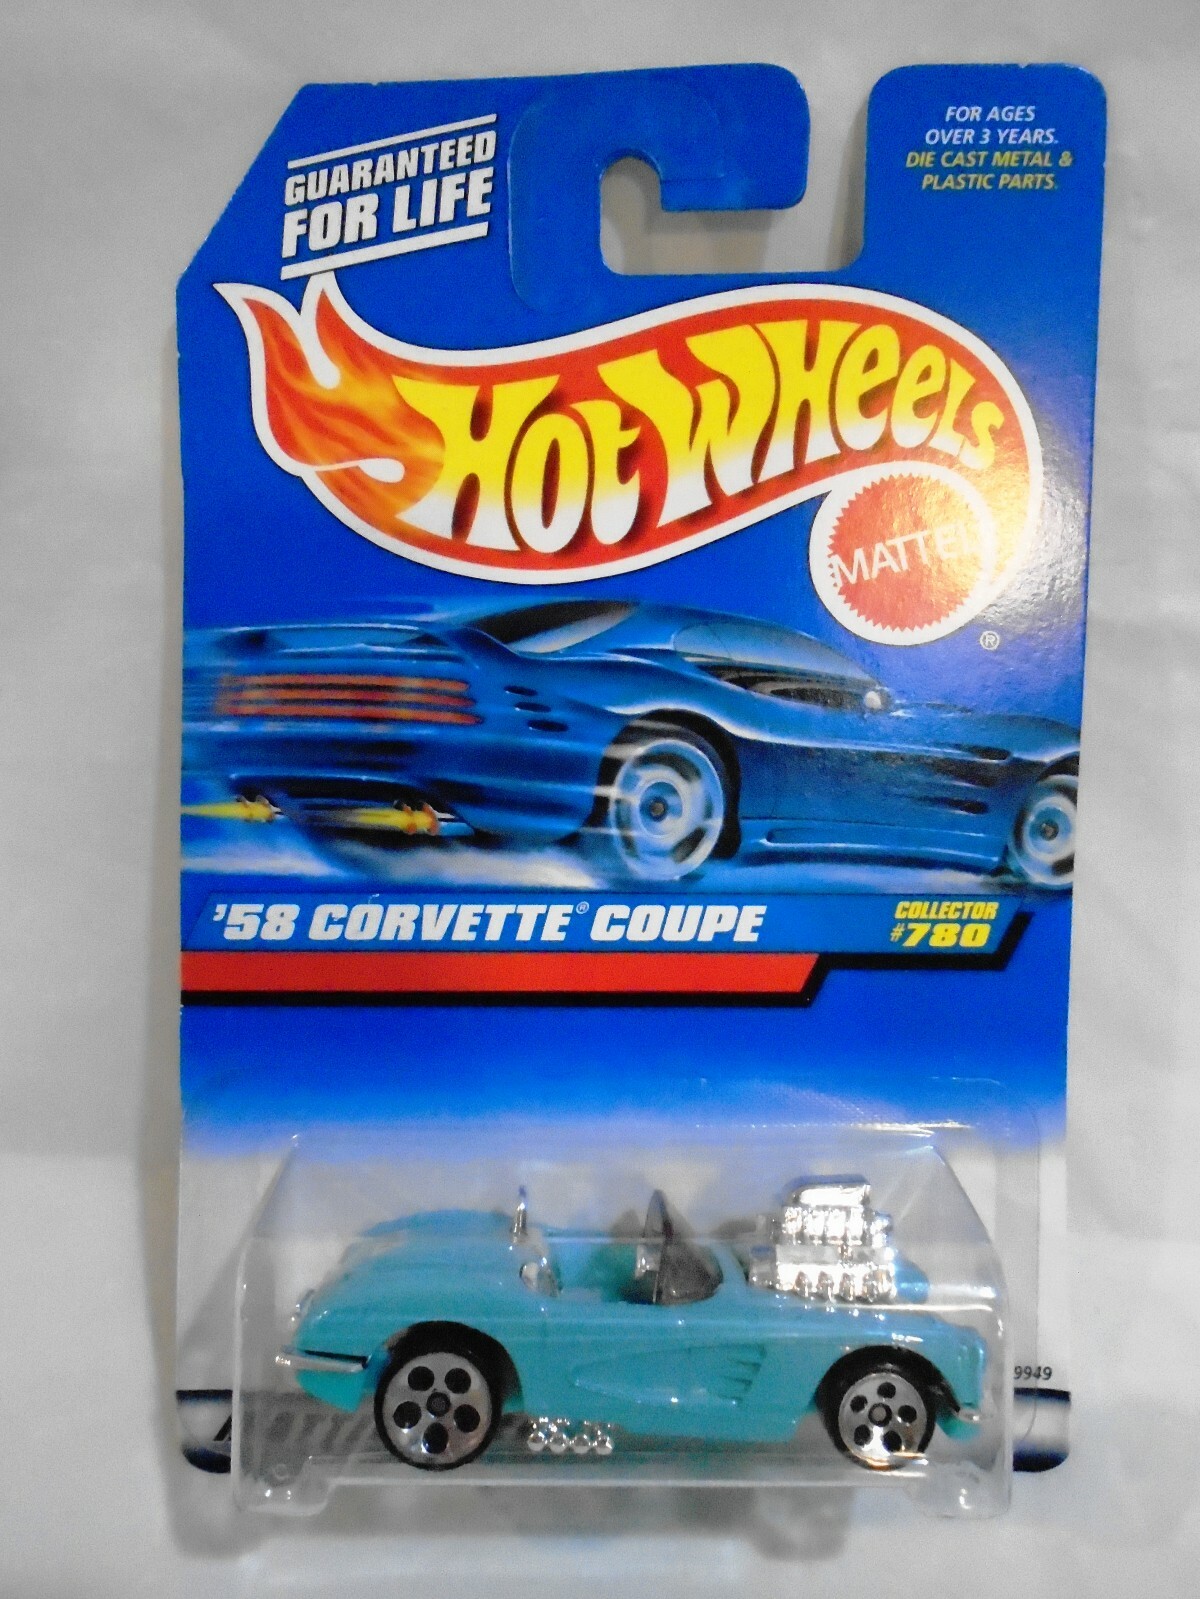 GUARANTEED
FOR LIFE
FOR AGES
OVER 3 YEARS.
DIE CAST METAL &
PLASTIC PARTS.
HOT WHEELS
MATTEL
®
'58 CORVETTE® COUPE
COLLECTOR
#780
9949